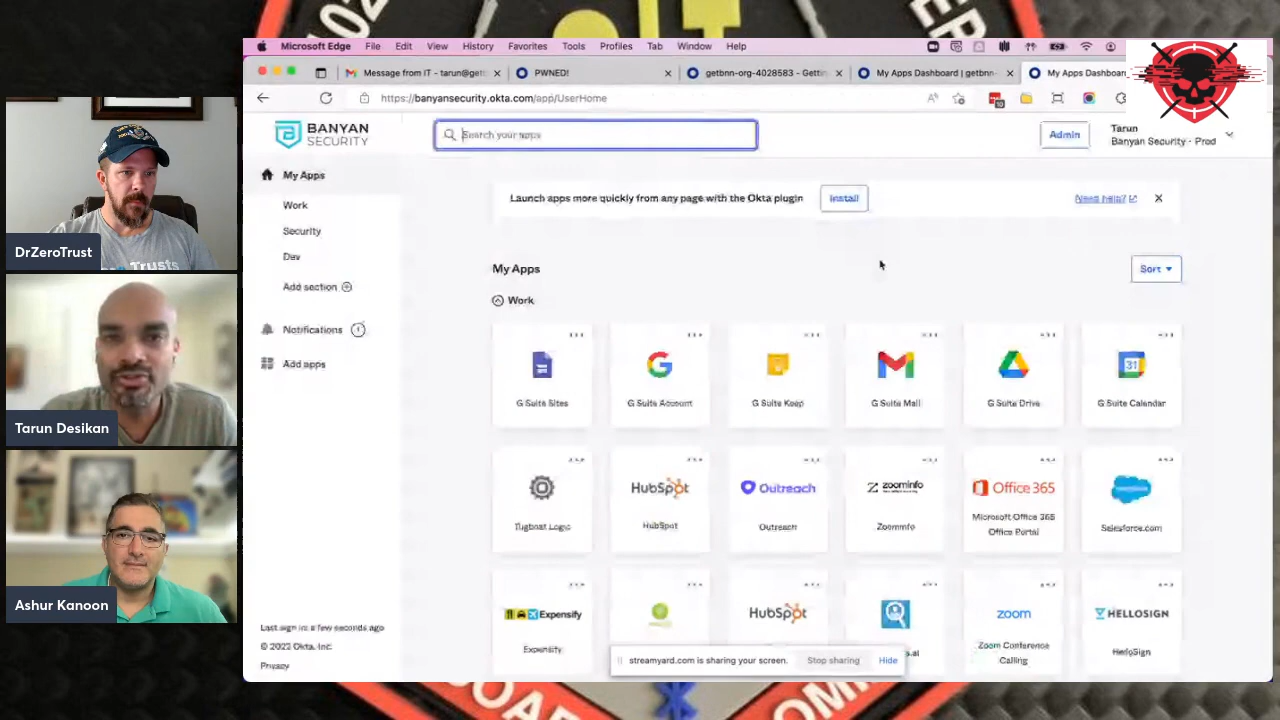 Microsoft Edge File Edit View History Favorites Tools Profiles Tab Window Help
Message from IT - tarun@get
PWNED!
getbnn-org-4028583 - Gettin
My Apps Dashboard | getbnn-
My Apps Dashboar
https://banyansecurity.okta.com/app/UserHome
BANYAN
SECURITY
Search your apps
Admin
Tarun
Banyan Security - Prod
My Apps
Work
Security
Dev
Add section
Notifications
Add apps
Launch apps more quickly from any page with the Okta plugin
Install
Need help?
My Apps
Sort
Work
G Suite Sites
G Suite Account
G Suite Keep
G Suite Mail
G Suite Drive
31
G Suite Calendar
Tugboat Logic
HubSpot
HubSpot
Outreach
Outreach
zoominfo
ZoomInfo
Office 365
Microsoft Office 365
Office Portal
Salesforce.com
Expensify
Expensify
HubSpot
s.ai
zoom
Zoom Conference
Calling
HELLOSIGN
HelloSign
Last sign in: a few seconds ago
© 2022 Okta, Inc.
Privacy
streamyard.com is sharing your screen.
Stop sharing
Hide
DrZeroTrust
Tarun Desikan
Ashur Kanoon